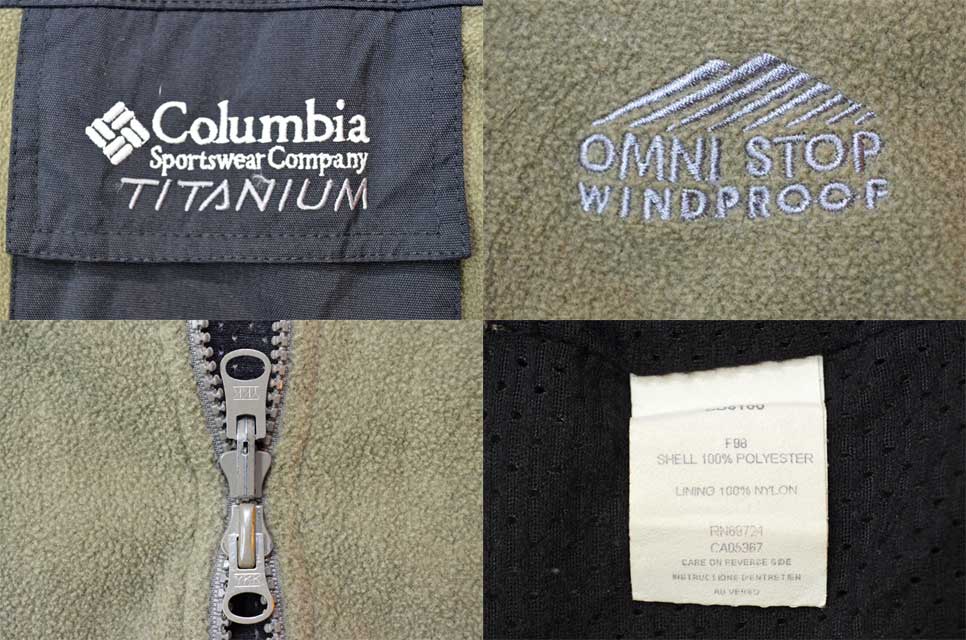 Columbia
Sportswear Company
TITANIUM
OMNI STOP
WINDPROOF
YKK
YKK
F98
SHELL 100% POLYESTER
LINING 100% NYLON
RN69724
CA05367
CARE ON REVERSE SIDE
INSTRUCTIONS D'ENTRETIEN
AU VERSO